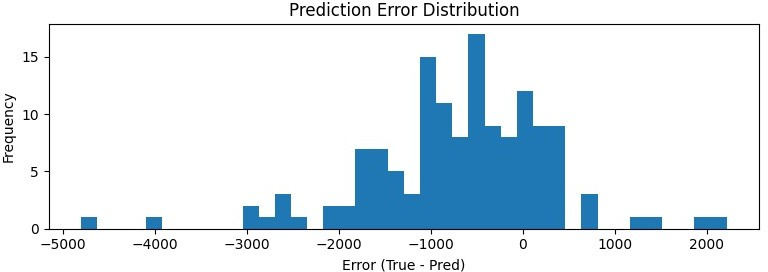 Prediction Error Distribution
15
10
5
0
Frequency
−5000 −4000 −3000 −2000 −1000 0 1000 2000
Error (True - Pred)